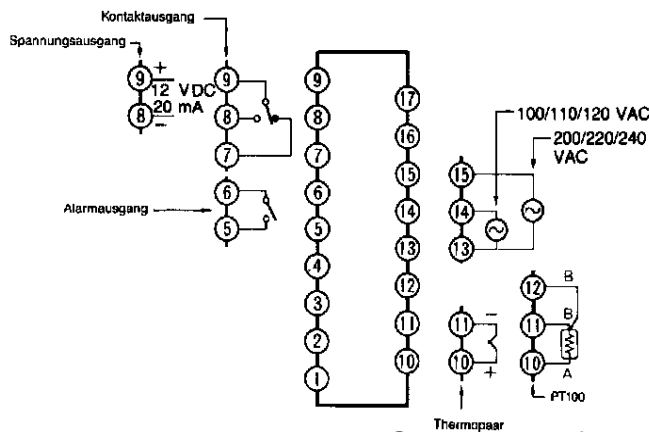 Kontaktausgang
Spannungsausgang
9 +
12 VDC
20 mA
8 −
9
8
7
Alarmausgang
6
5
9
8
7
6
5
4
3
2
1
17
16
15
14
13
12
11
10
100/110/120 VAC
200/220/240
VAC
15
14
13
11 −
10 +
Thermopaar
12 B
11 B
10 A
PT100